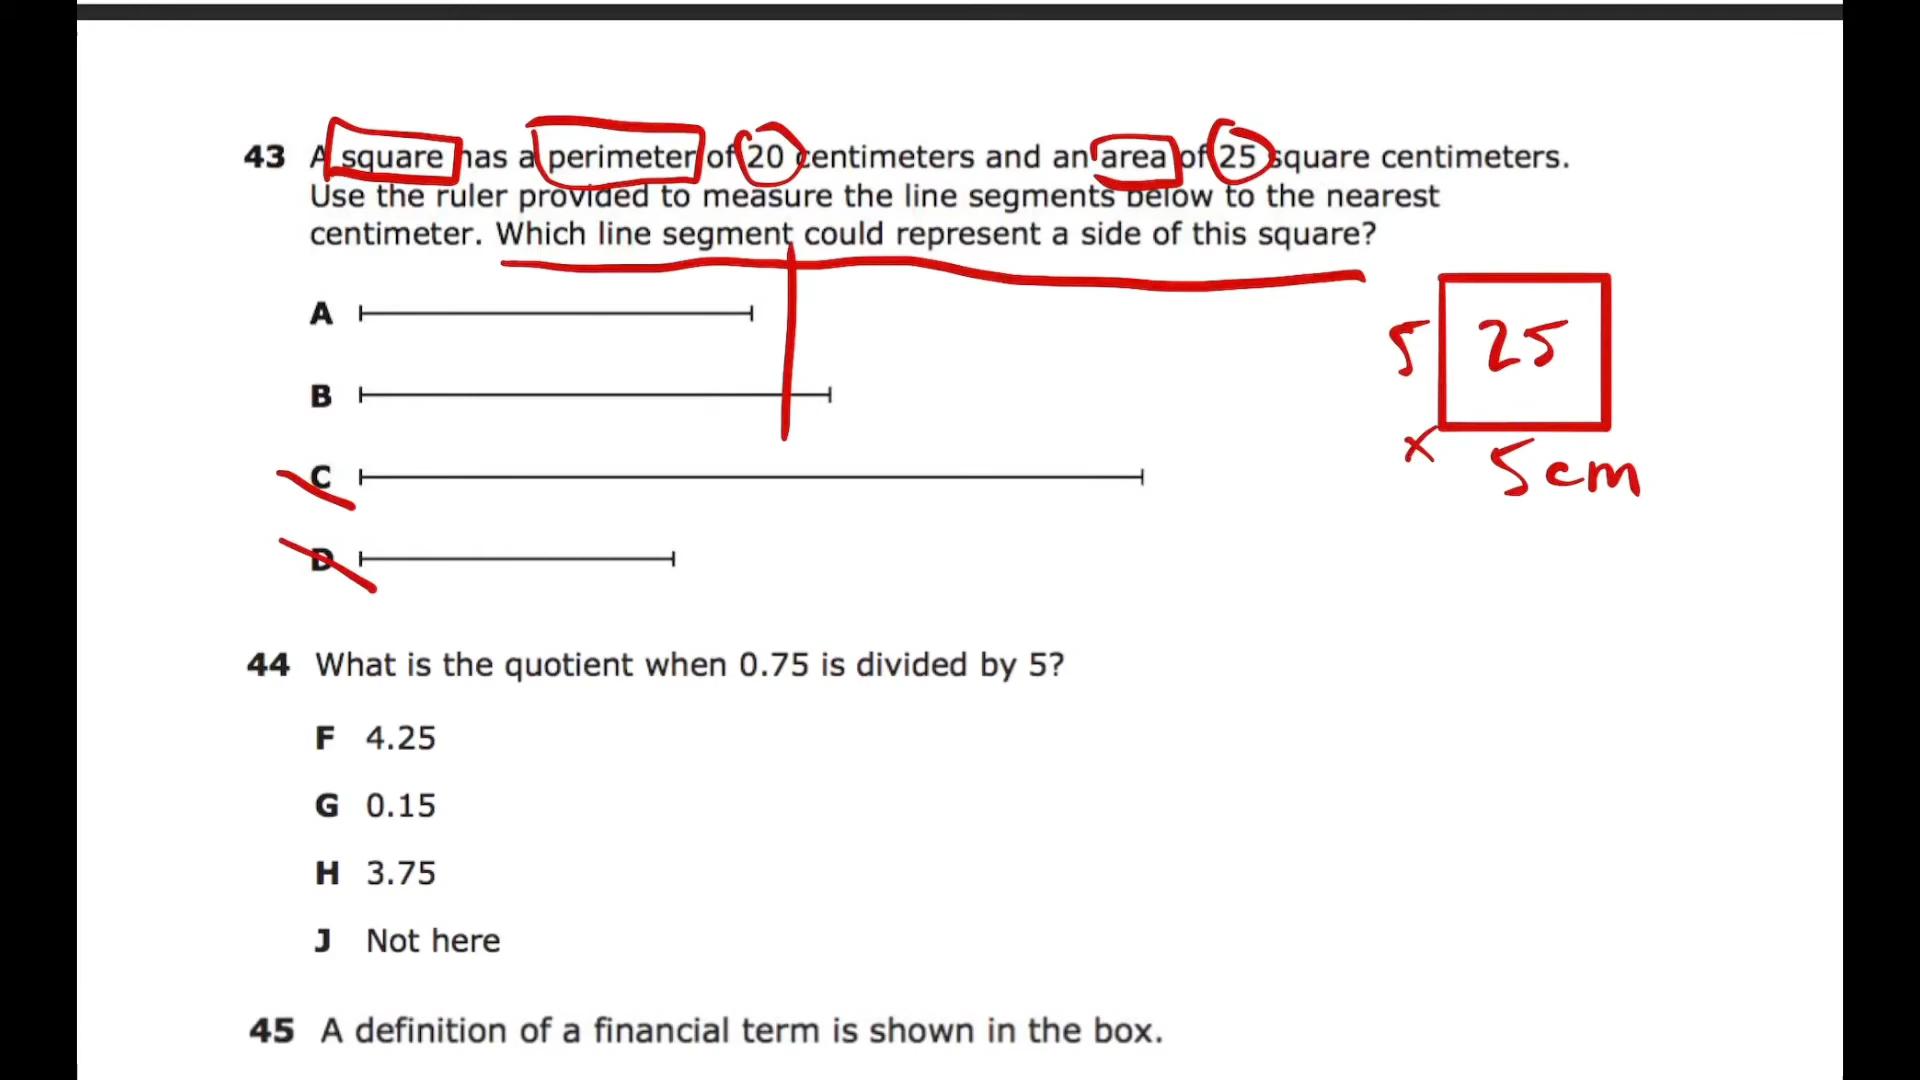 43 A square has a perimeter of 20 centimeters and an area of 25 square centimeters.
Use the ruler provided to measure the line segments below to the nearest
centimeter. Which line segment could represent a side of this square?
A
B
C
D
5 25
x 5 cm
44 What is the quotient when 0.75 is divided by 5?
F 4.25
G 0.15
H 3.75
J Not here
45 A definition of a financial term is shown in the box.